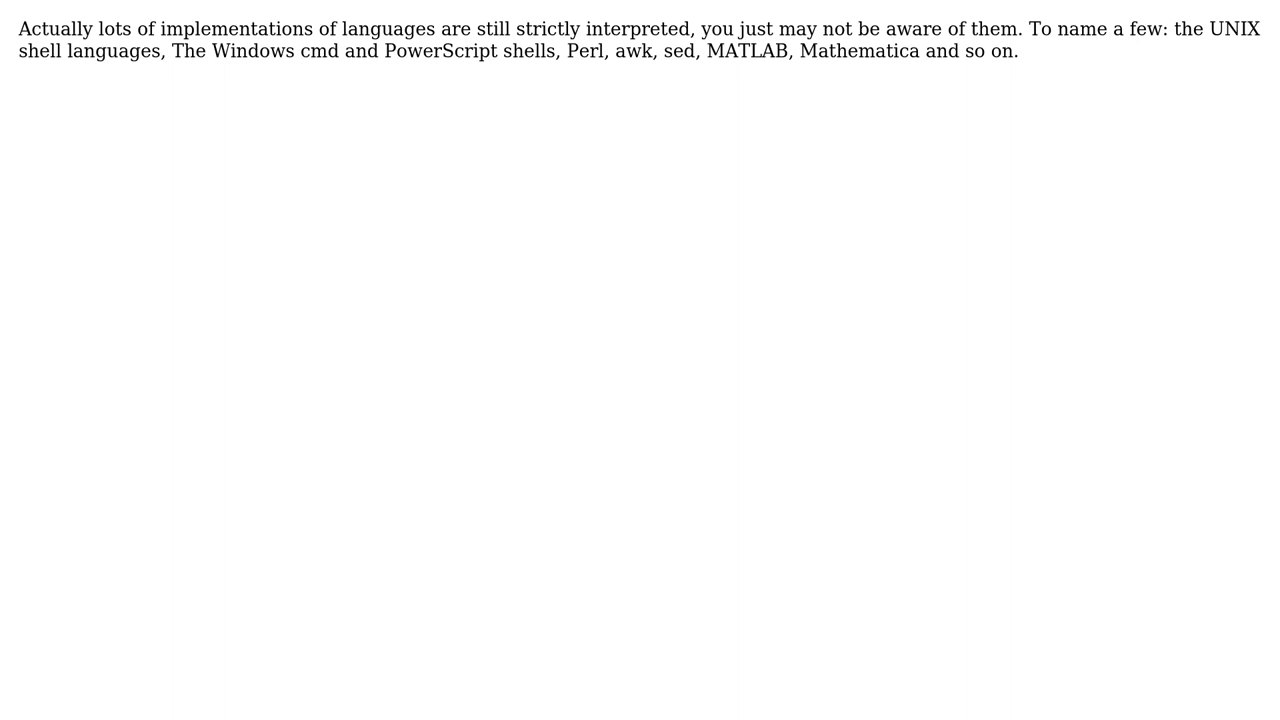 Actually lots of implementations of languages are still strictly interpreted, you just may not be aware of them. To name a few: the UNIX
shell languages, The Windows cmd and PowerScript shells, Perl, awk, sed, MATLAB, Mathematica and so on.